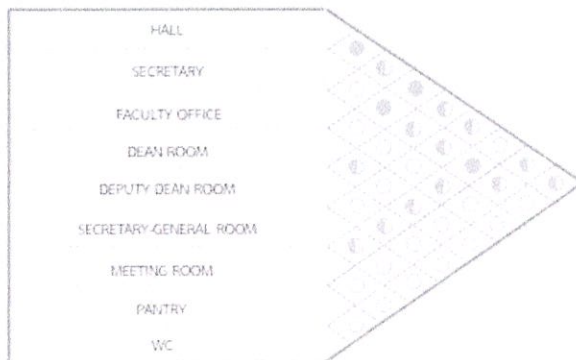 HALL
SECRETARY
FACULTY OFFICE
DEAN ROOM
DEPUTY DEAN ROOM
SECRETARY-GENERAL ROOM
MEETING ROOM
PANTRY
WC